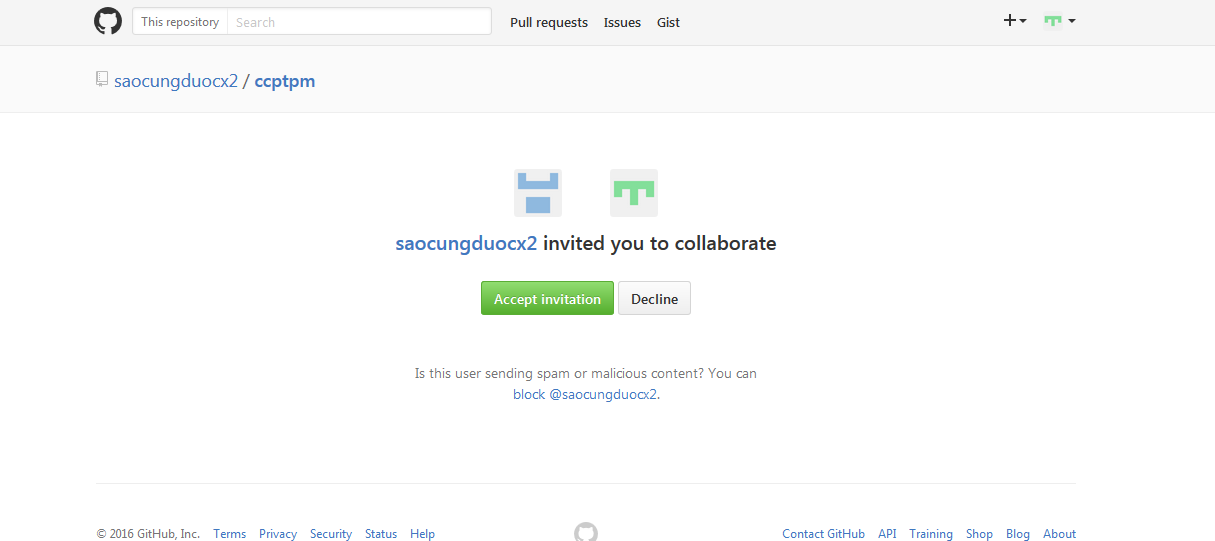 This repository Search Pull requests Issues Gist
saocungduocx2 / ccptpm
saocungduocx2 invited you to collaborate
Accept invitation Decline
Is this user sending spam or malicious content? You can
block @saocungduocx2.
© 2016 GitHub, Inc. Terms Privacy Security Status Help Contact GitHub API Training Shop Blog About